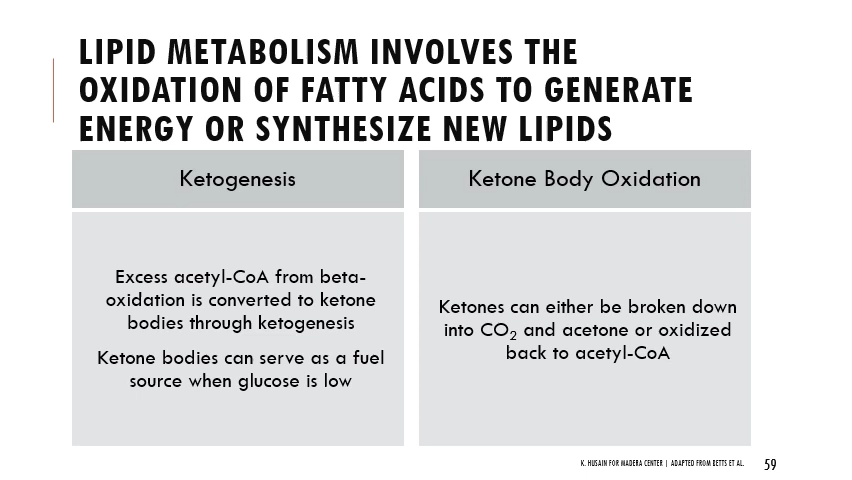 LIPID METABOLISM INVOLVES THE
OXIDATION OF FATTY ACIDS TO GENERATE
ENERGY OR SYNTHESIZE NEW LIPIDS
Ketogenesis
Excess acetyl-CoA from beta-
oxidation is converted to ketone
bodies through ketogenesis
Ketone bodies can serve as a fuel
source when glucose is low
Ketone Body Oxidation
Ketones can either be broken down
into CO₂ and acetone or oxidized
back to acetyl-CoA
K. HUSAIN FOR MADERA CENTER | ADAPTED FROM BETTS ET AL.
59